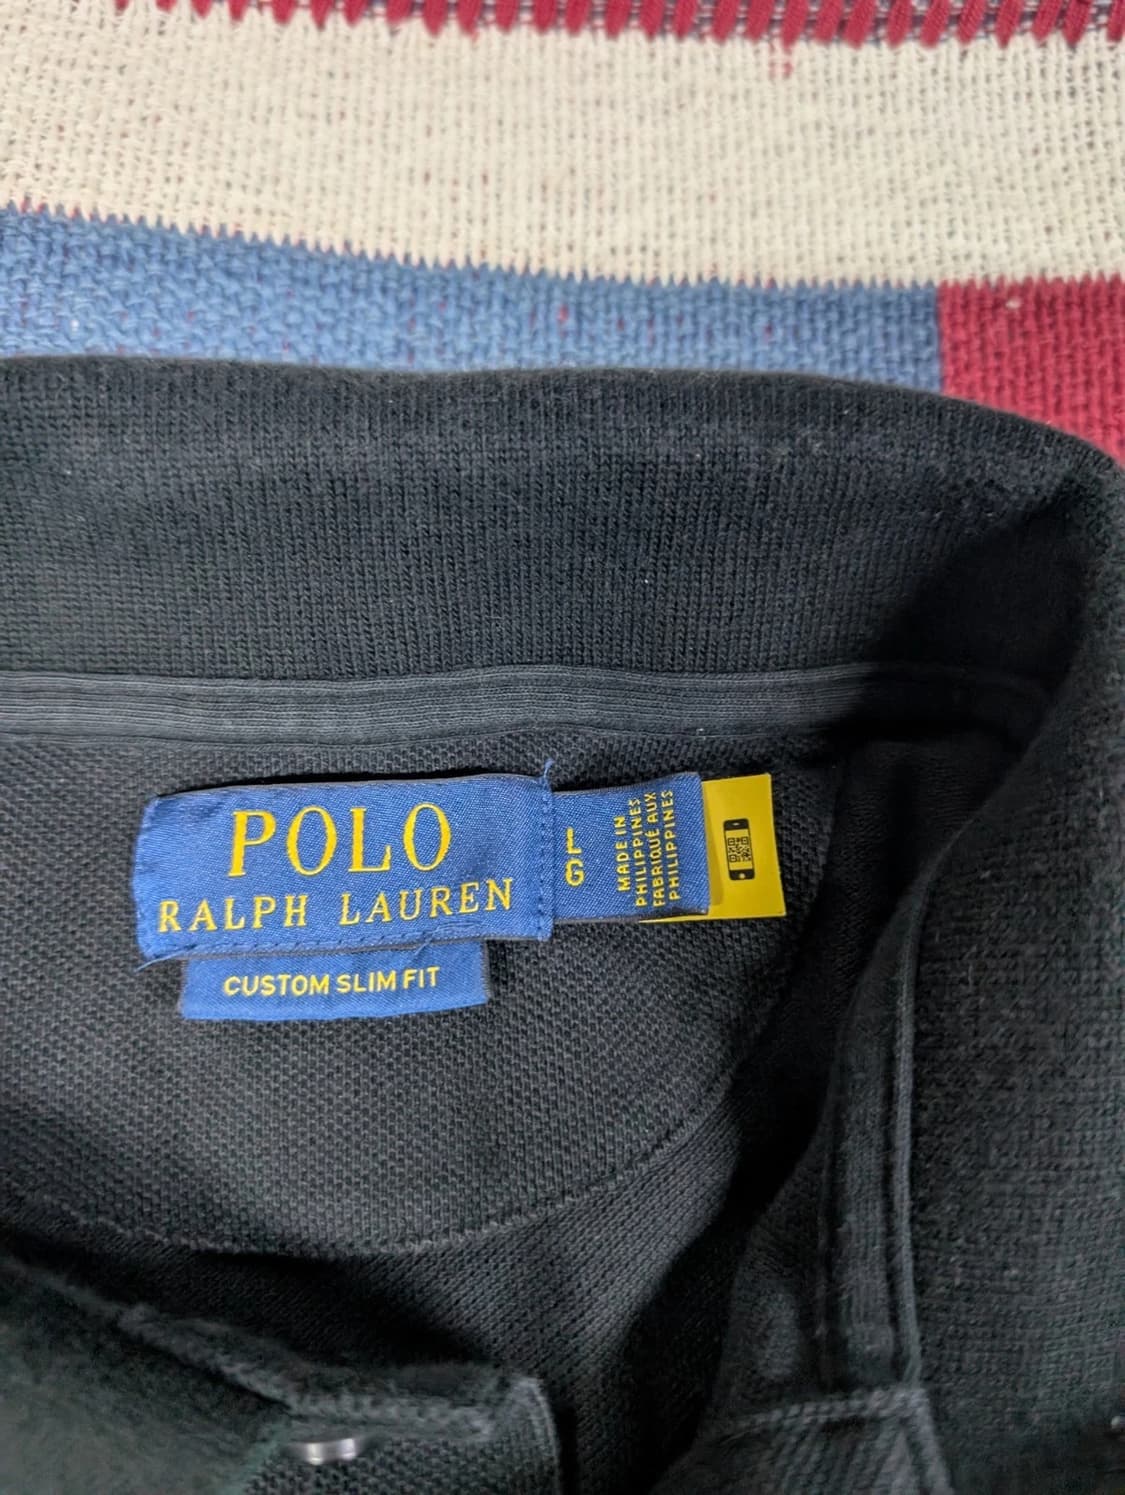 POLO
RALPH LAUREN
CUSTOM SLIM FIT
L G
MADE IN
PHILIPPINES
FABRIQUÉ AUX
PHILIPPINES